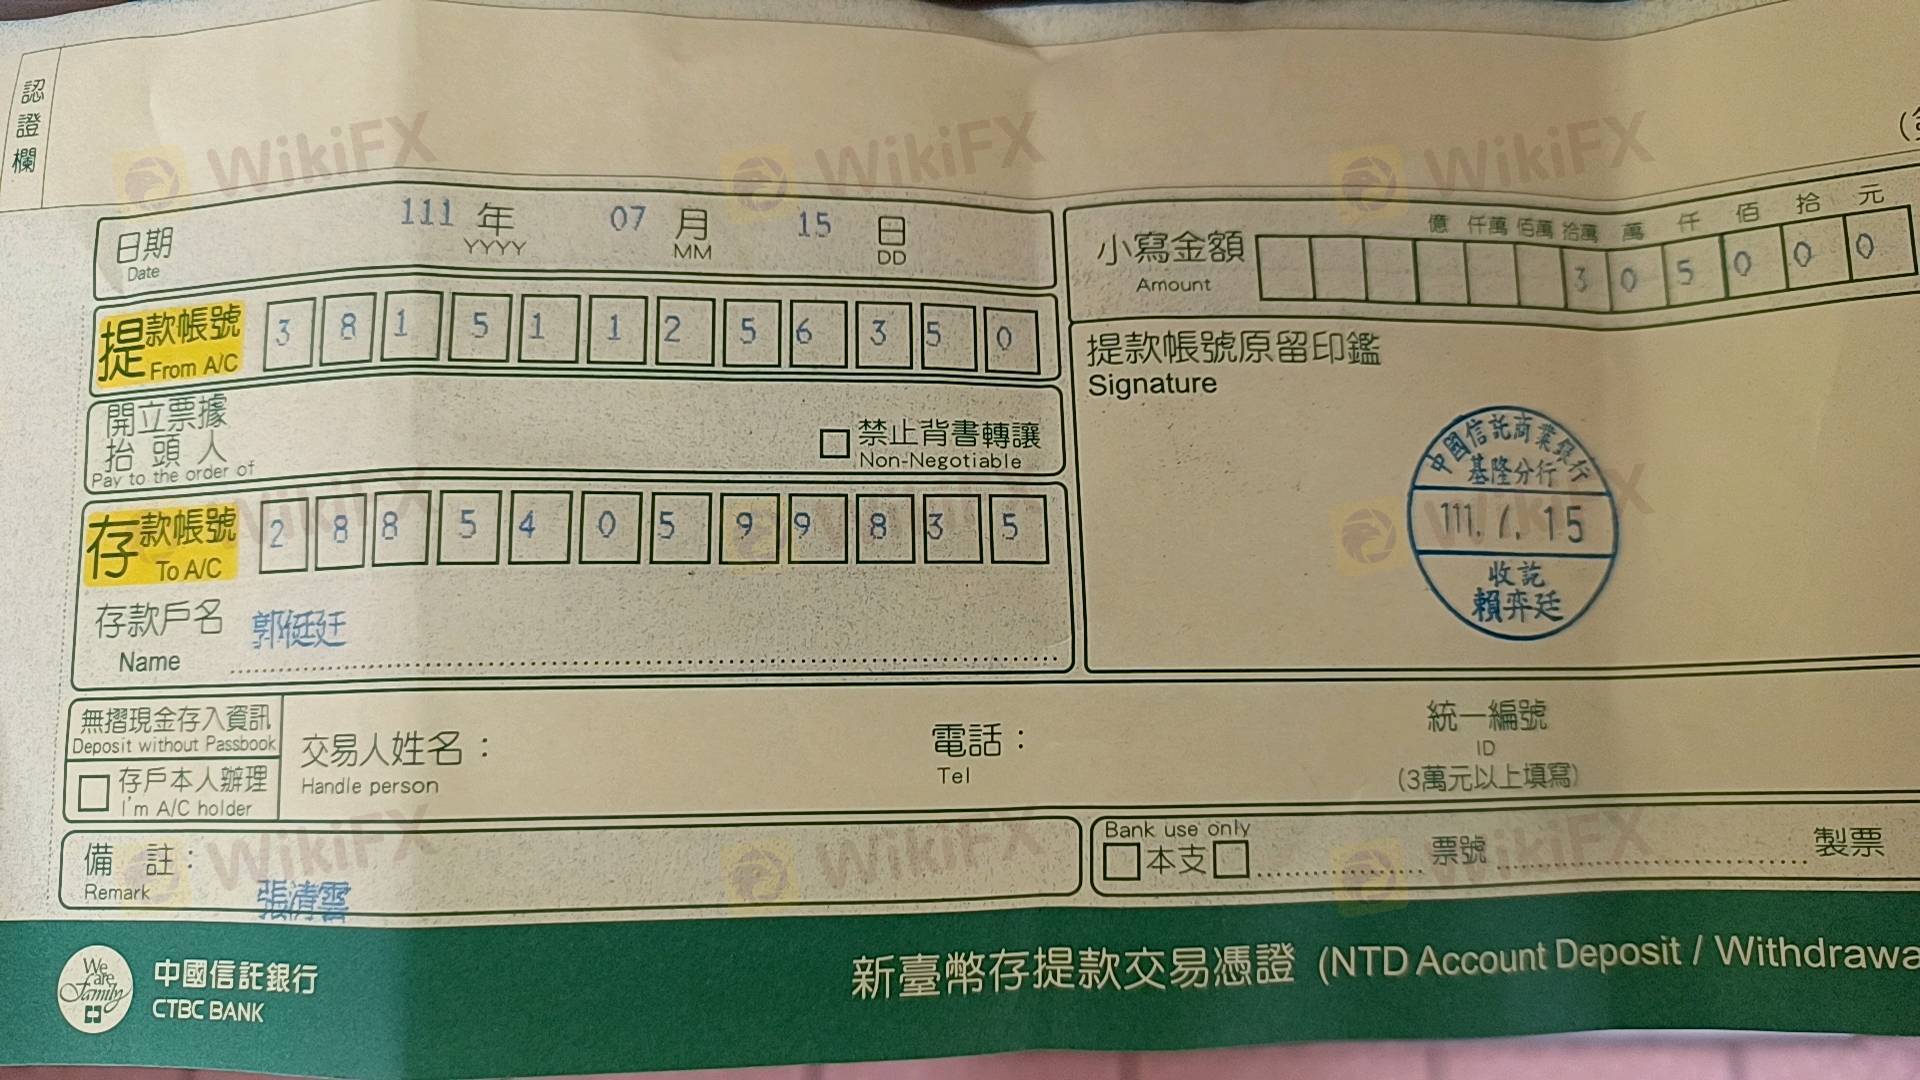 認證欄
日期 111 年 07 月 15 日
Date YYYY MM DD
提款帳號 3 8 1 5 1 1 2 5 6 3 5 0
From A/C
開立票據
抬頭人
Pay to the order of
禁止背書轉讓
Non-Negotiable
存款帳號 2 8 8 5 4 0 5 9 9 8 3 5
To A/C
存款戶名 郭侹廷
Name
億 仟萬 佰萬 拾萬 萬 仟 佰 拾 元
小寫金額 3 0 5 0 0 0
Amount
提款帳號原留印鑑
Signature
中國信託商業銀行
基隆分行
111. 7. 15
收訖
賴弈廷
無摺現金存入資訊
Deposit without Passbook
存戶本人辦理
I'm A/C holder
交易人姓名：
Handle person
電話：
Tel
統一編號
ID
(3萬元以上填寫)
備 註：
Remark
張清雲
Bank use only
本支
票號
製票
We are Family
中國信託銀行
CTBC BANK
新臺幣存提款交易憑證 (NTD Account Deposit / Withdrawa
WikiFX
WikiFX
WikiFX
WikiFX
WikiFX
WikiFX
WikiFX
WikiFX
WikiFX